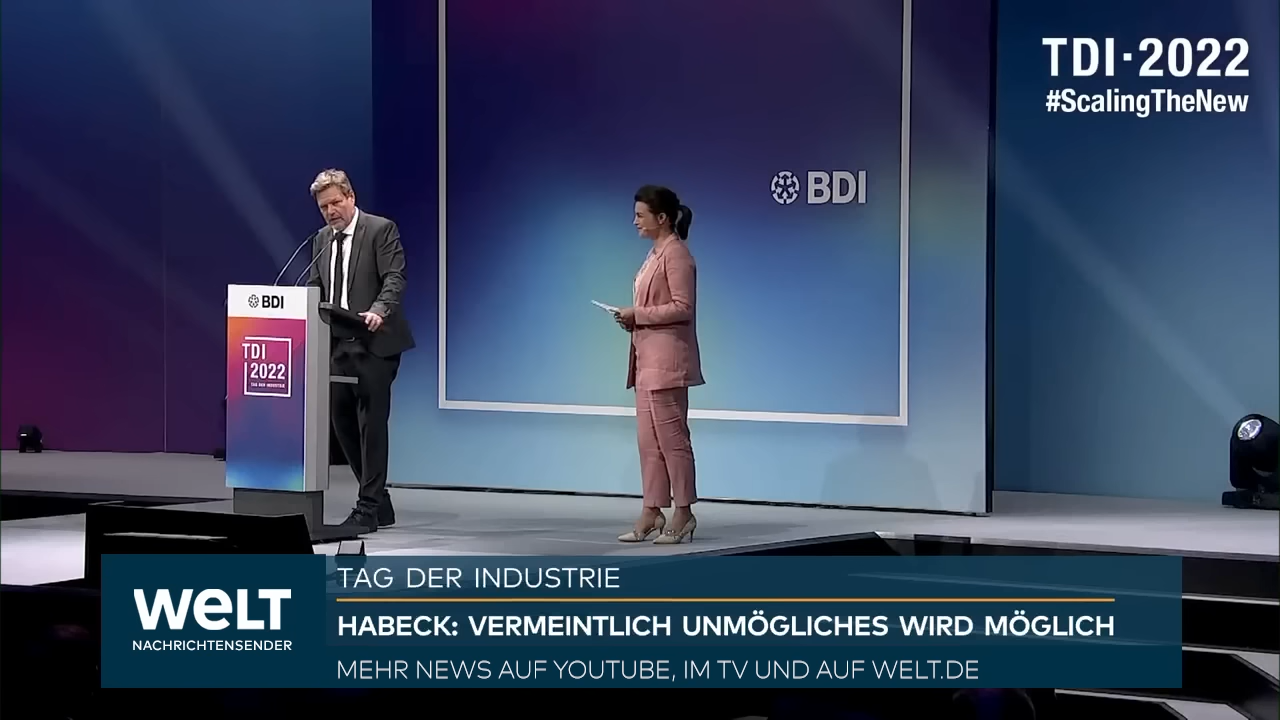 TDI·2022
#ScalingTheNew
BDI
BDI
TDI
2022
TAG DER INDUSTRIE
welt
NACHRICHTENSENDER
TAG DER INDUSTRIE
HABECK: VERMEINTLICH UNMÖGLICHES WIRD MÖGLICH
MEHR NEWS AUF YOUTUBE, IM TV UND AUF WELT.DE